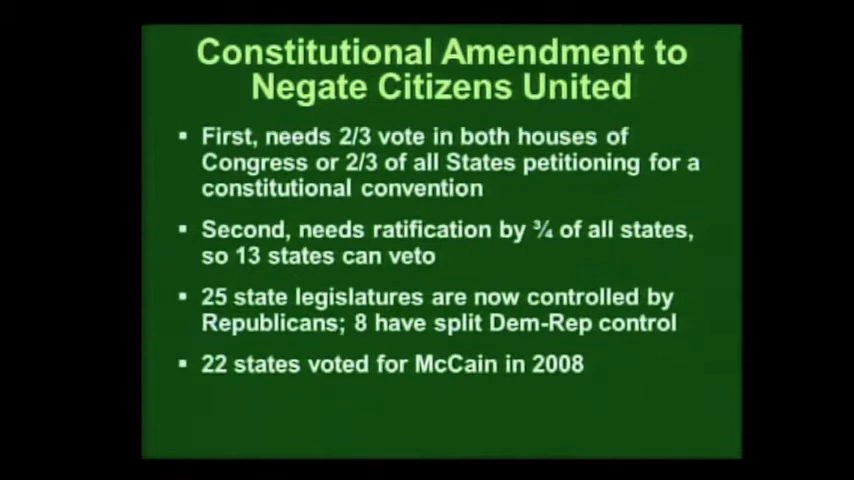 Constitutional Amendment to
Negate Citizens United
▪ First, needs 2/3 vote in both houses of
Congress or 2/3 of all States petitioning for a
constitutional convention
▪ Second, needs ratification by ¾ of all states,
so 13 states can veto
▪ 25 state legislatures are now controlled by
Republicans; 8 have split Dem-Rep control
▪ 22 states voted for McCain in 2008